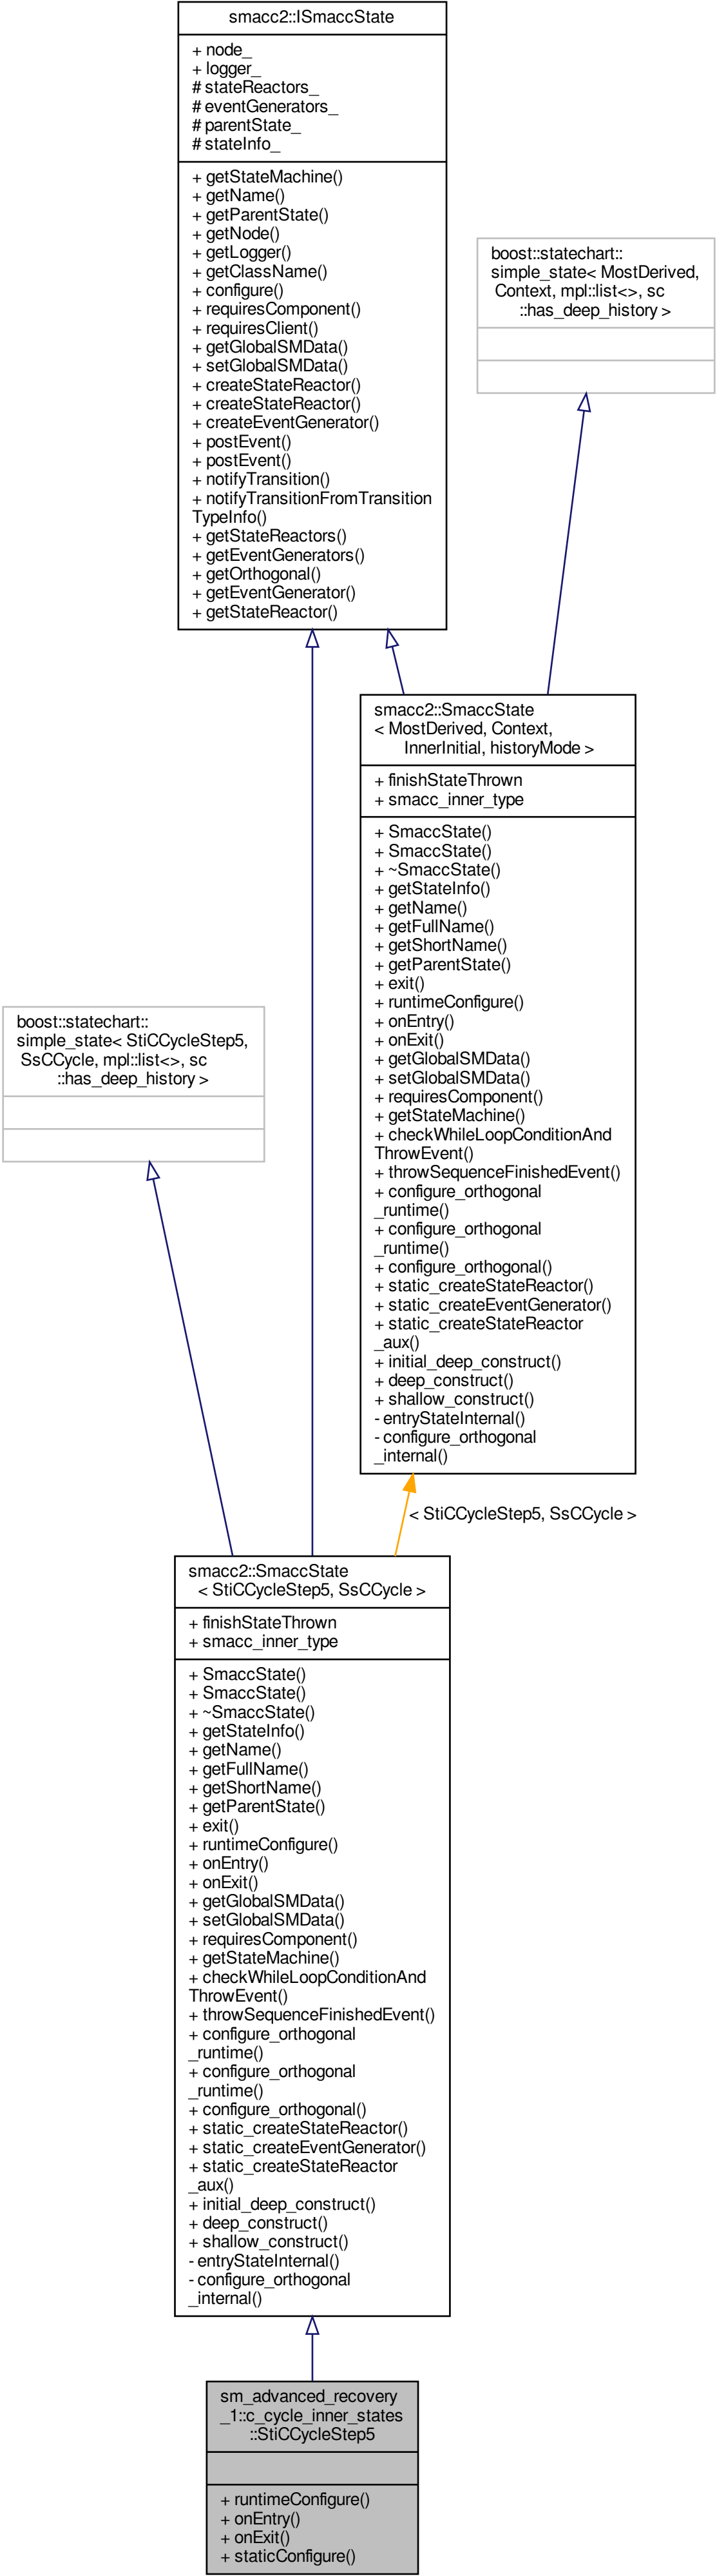 smacc2::ISmaccState
+ node_
+ logger_
# stateReactors_
# eventGenerators_
# parentState_
# stateInfo_
+ getStateMachine()
+ getName()
+ getParentState()
+ getNode()
+ getLogger()
+ getClassName()
+ configure()
+ requiresComponent()
+ requiresClient()
+ getGlobalSMData()
+ setGlobalSMData()
+ createStateReactor()
+ createStateReactor()
+ createEventGenerator()
+ postEvent()
+ postEvent()
+ notifyTransition()
+ notifyTransitionFromTransition
TypeInfo()
+ getStateReactors()
+ getEventGenerators()
+ getOrthogonal()
+ getEventGenerator()
+ getStateReactor()
boost::statechart::
simple_state< MostDerived,
Context, mpl::list<>, sc
::has_deep_history >
smacc2::SmaccState
< MostDerived, Context,
InnerInitial, historyMode >
+ finishStateThrown
+ smacc_inner_type
+ SmaccState()
+ SmaccState()
+ ~SmaccState()
+ getStateInfo()
+ getName()
+ getFullName()
+ getShortName()
+ getParentState()
+ exit()
+ runtimeConfigure()
+ onEntry()
+ onExit()
+ getGlobalSMData()
+ setGlobalSMData()
+ requiresComponent()
+ getStateMachine()
+ checkWhileLoopConditionAnd
ThrowEvent()
+ throwSequenceFinishedEvent()
+ configure_orthogonal
_runtime()
+ configure_orthogonal
_runtime()
+ configure_orthogonal()
+ static_createStateReactor()
+ static_createEventGenerator()
+ static_createStateReactor
_aux()
+ initial_deep_construct()
+ deep_construct()
+ shallow_construct()
- entryStateInternal()
- configure_orthogonal
_internal()
boost::statechart::
simple_state< StiCCycleStep5,
SsCCycle, mpl::list<>, sc
::has_deep_history >
< StiCCycleStep5, SsCCycle >
smacc2::SmaccState
< StiCCycleStep5, SsCCycle >
+ finishStateThrown
+ smacc_inner_type
+ SmaccState()
+ SmaccState()
+ ~SmaccState()
+ getStateInfo()
+ getName()
+ getFullName()
+ getShortName()
+ getParentState()
+ exit()
+ runtimeConfigure()
+ onEntry()
+ onExit()
+ getGlobalSMData()
+ setGlobalSMData()
+ requiresComponent()
+ getStateMachine()
+ checkWhileLoopConditionAnd
ThrowEvent()
+ throwSequenceFinishedEvent()
+ configure_orthogonal
_runtime()
+ configure_orthogonal
_runtime()
+ configure_orthogonal()
+ static_createStateReactor()
+ static_createEventGenerator()
+ static_createStateReactor
_aux()
+ initial_deep_construct()
+ deep_construct()
+ shallow_construct()
- entryStateInternal()
- configure_orthogonal
_internal()
sm_advanced_recovery
_1::c_cycle_inner_states
::StiCCycleStep5
+ runtimeConfigure()
+ onEntry()
+ onExit()
+ staticConfigure()